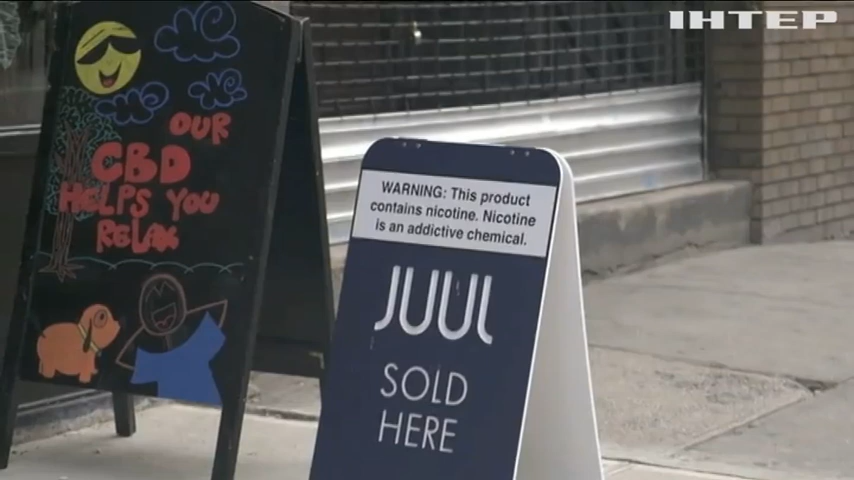 ІНТЕР
OUR
CBD
HELPS YOU
RELAX
WARNING: This product
contains nicotine. Nicotine
is an addictive chemical.
JUUL
SOLD
HERE